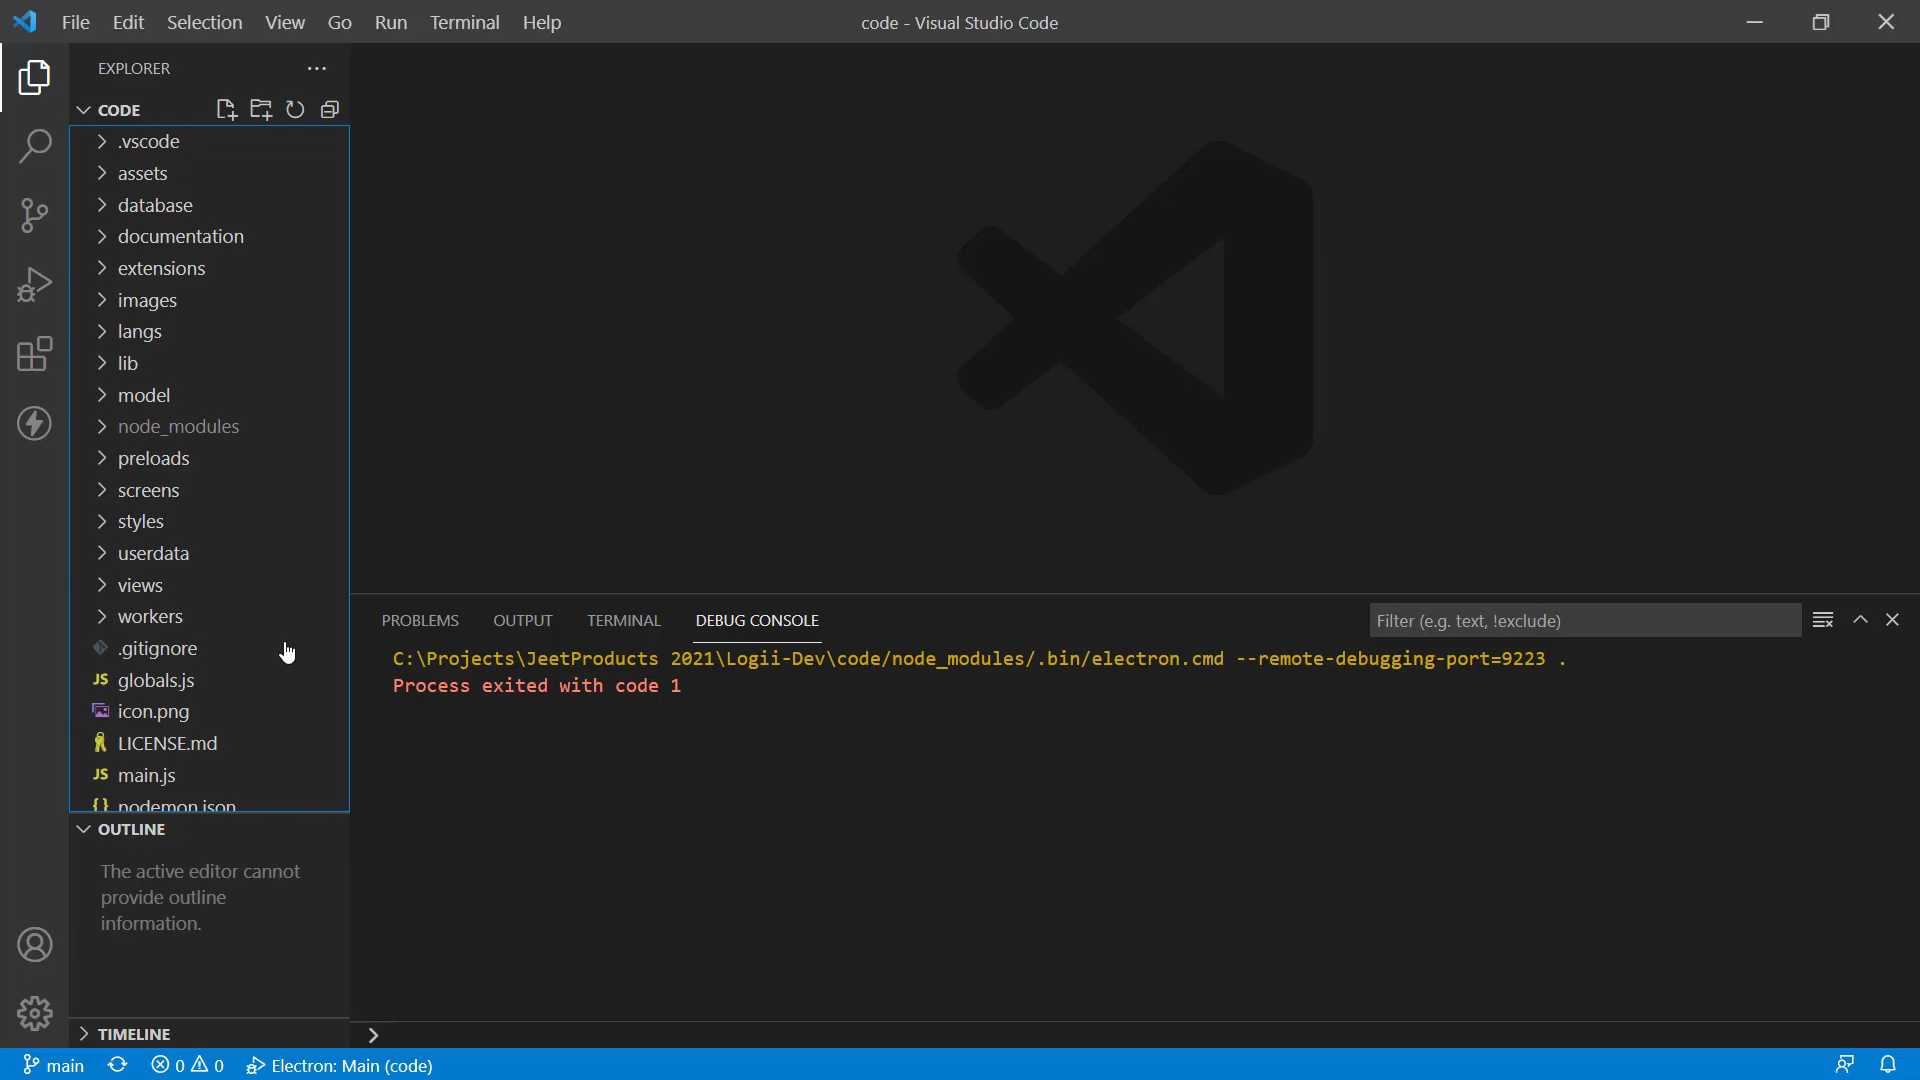 File Edit Selection View Go Run Terminal Help
code - Visual Studio Code
EXPLORER
CODE
.vscode
assets
database
documentation
extensions
images
langs
lib
model
node_modules
preloads
screens
styles
userdata
views
workers
.gitignore
JS globals.js
icon.png
LICENSE.md
JS main.js
{} nodemon.json
OUTLINE
The active editor cannot
provide outline
information.
TIMELINE
PROBLEMS OUTPUT TERMINAL DEBUG CONSOLE
Filter (e.g. text, !exclude)
C:\Projects\JeetProducts 2021\Logii-Dev\code/node_modules/.bin/electron.cmd --remote-debugging-port=9223 .
Process exited with code 1
main 0 0 Electron: Main (code)